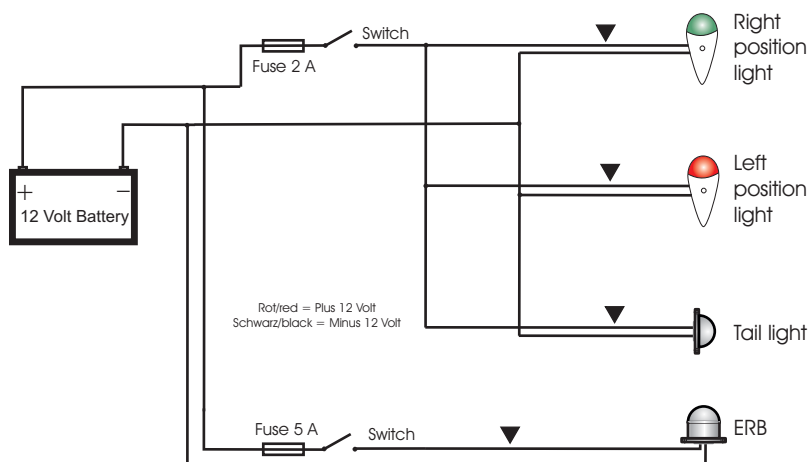 Right
position
light
Switch
Fuse 2 A
Left
position
light
+ −
12 Volt Battery
Rot/red = Plus 12 Volt
Schwarz/black = Minus 12 Volt
Tail light
Fuse 5 A
Switch
ERB